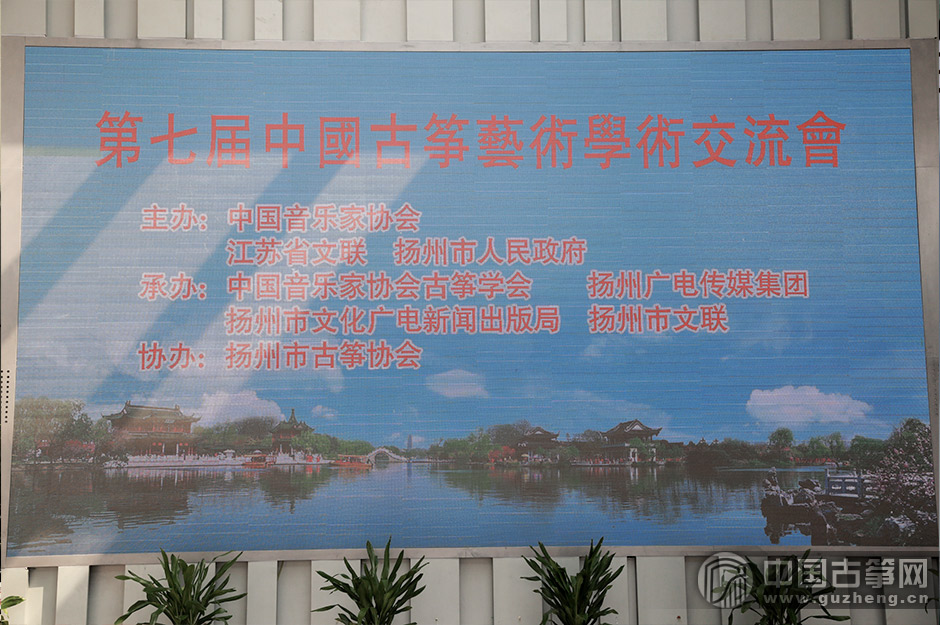 第七届中國古筝藝術學術交流會
主办：中国音乐家协会
江苏省文联 扬州市人民政府
承办：中国音乐家协会古筝学会 扬州广电传媒集团
扬州市文化广电新闻出版局 扬州市文联
协办：扬州市古筝协会
中国古筝网
www.guzheng.cn